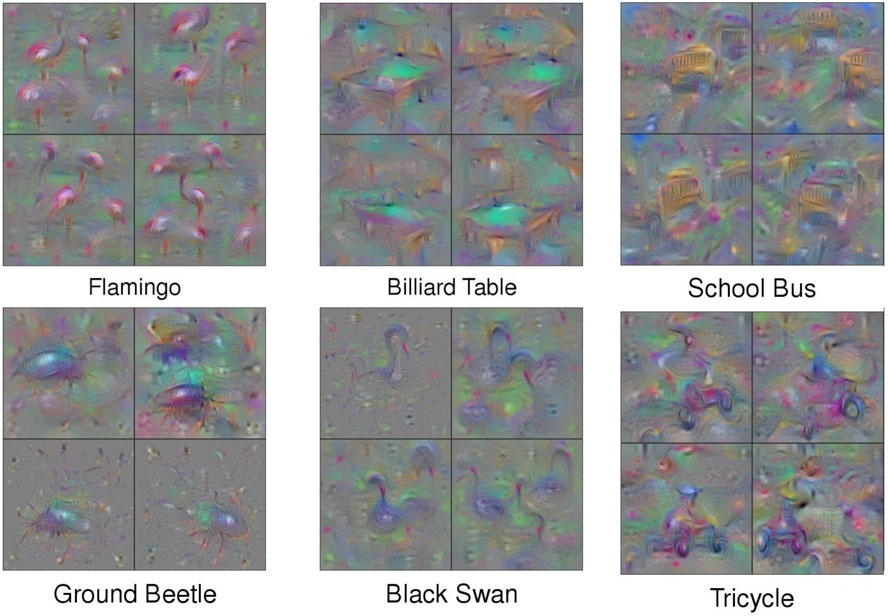 Flamingo
Billiard Table
School Bus
Ground Beetle
Black Swan
Tricycle